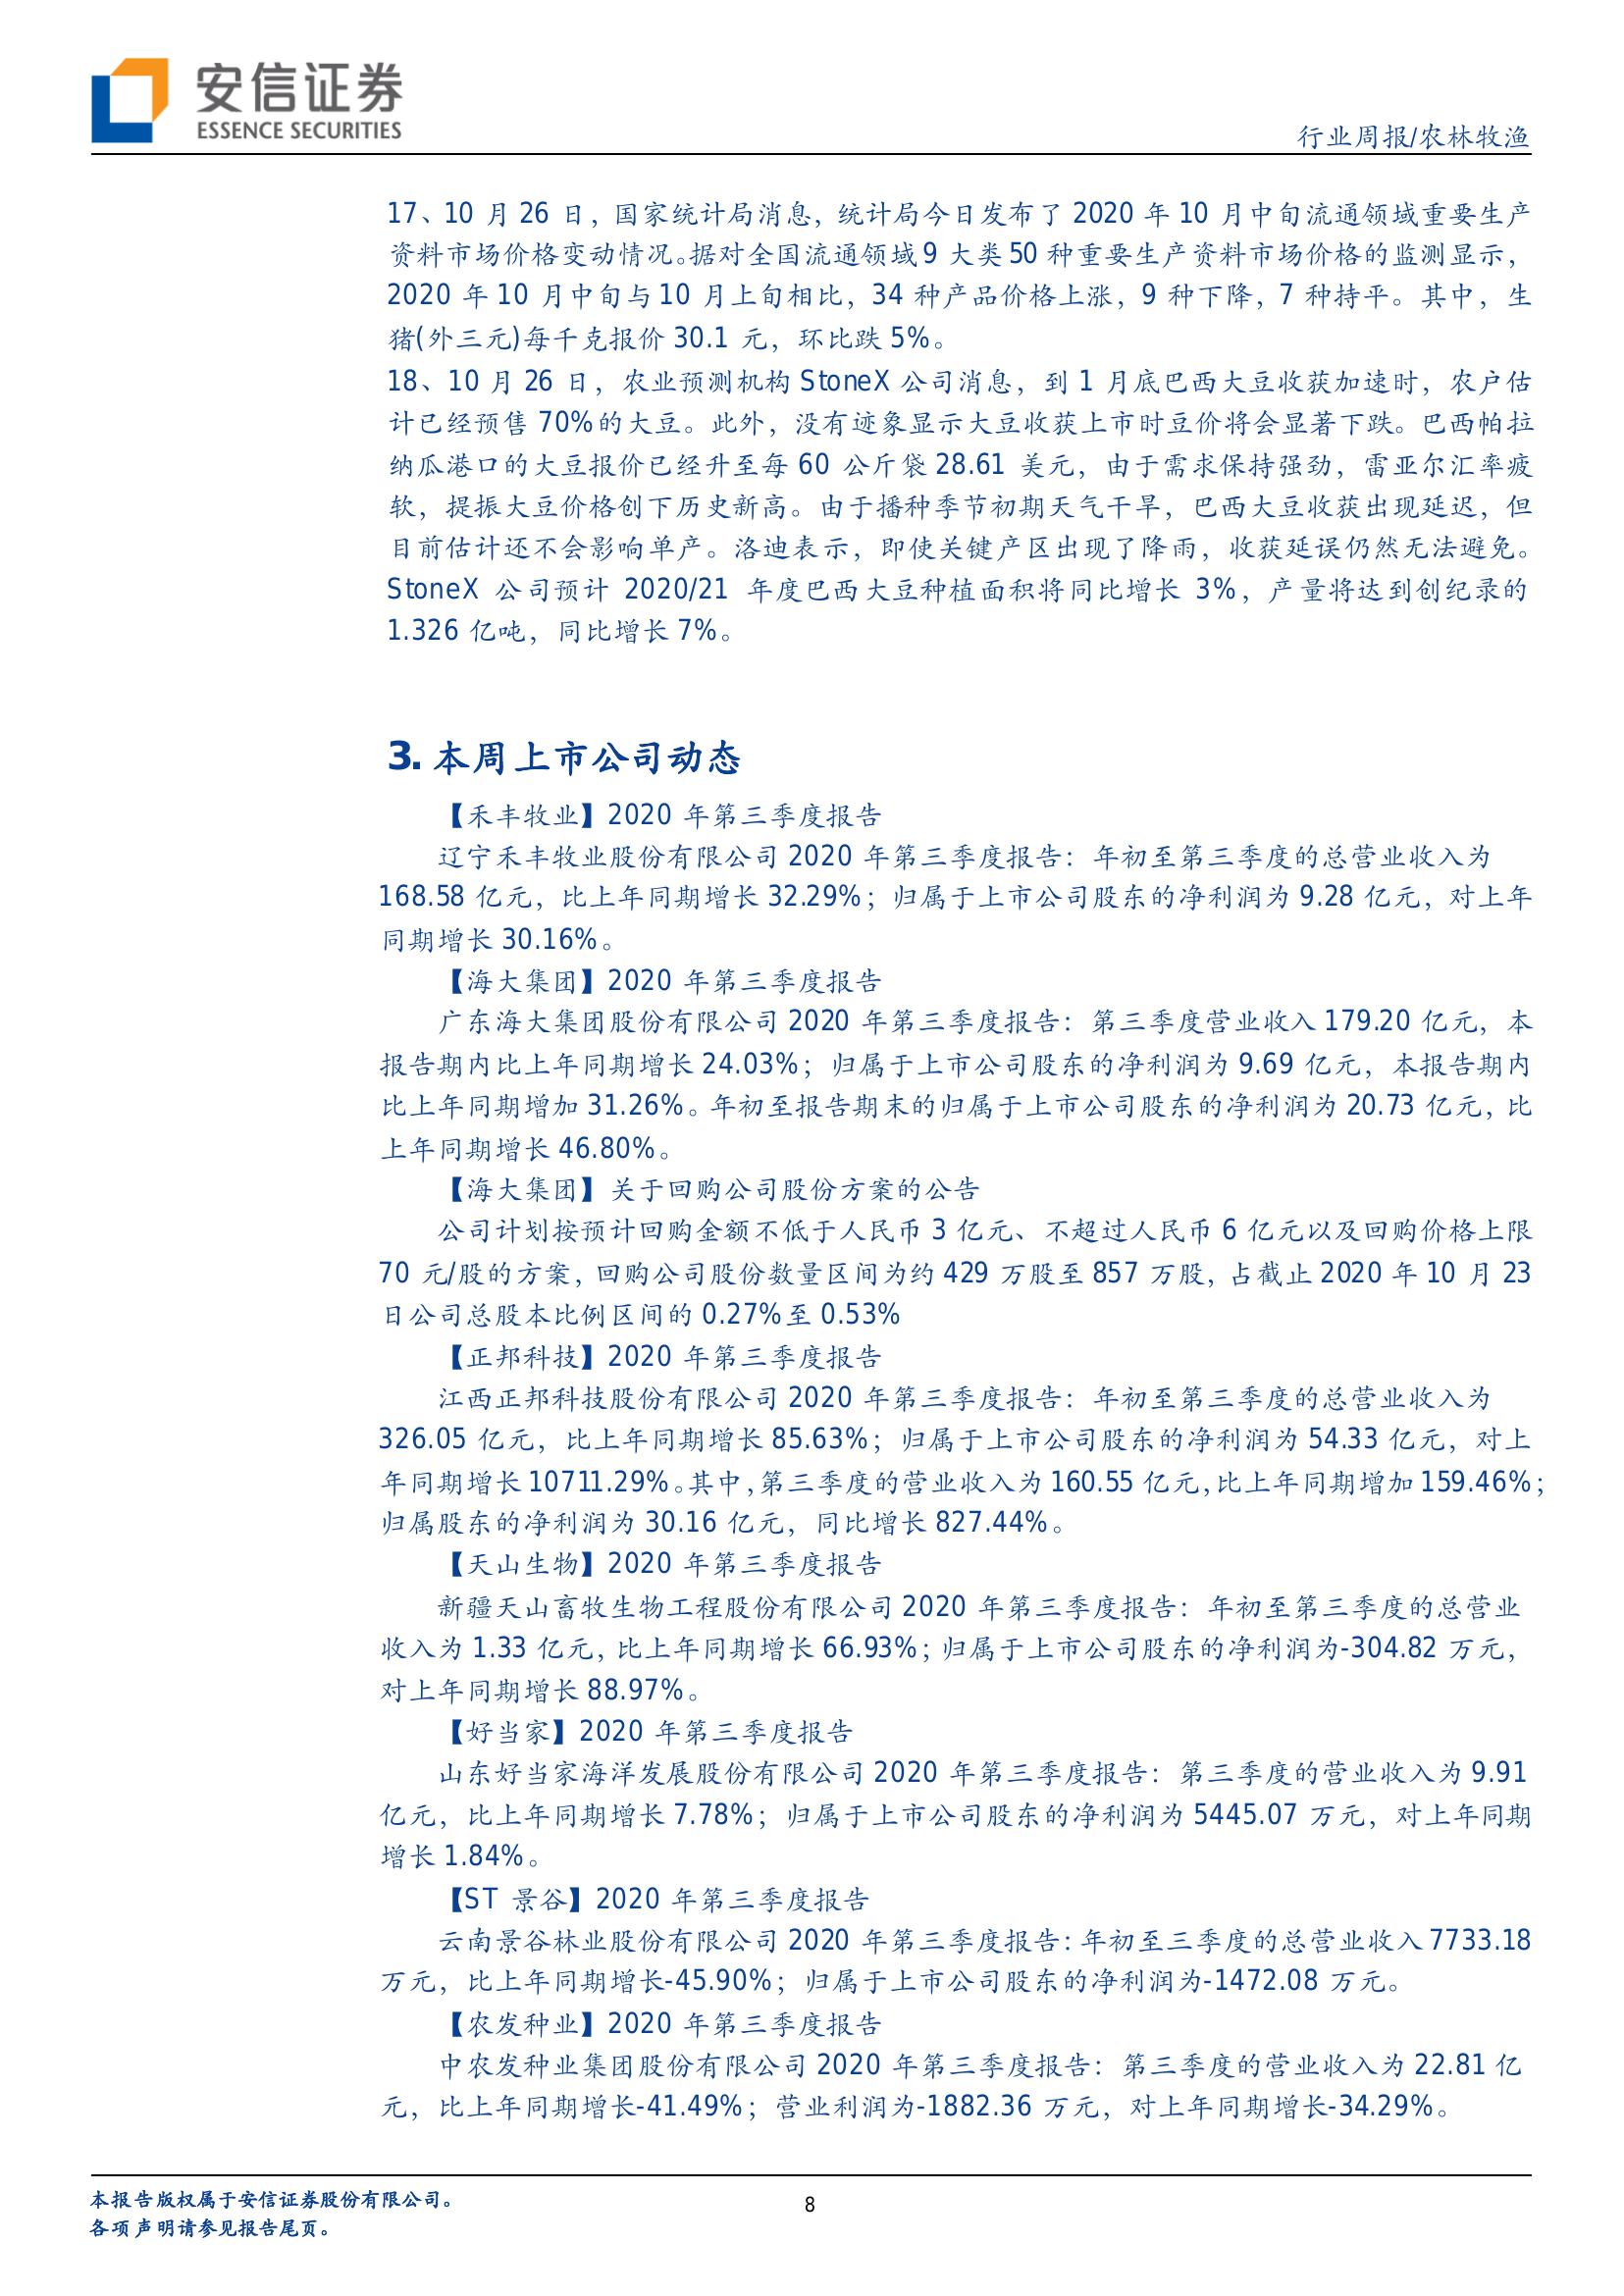 安信证券
ESSENCE SECURITIES
行业周报/农林牧渔
17、10 月 26 日，国家统计局消息，统计局今日发布了 2020 年 10 月中旬流通领域重要生产
资料市场价格变动情况。据对全国流通领域 9 大类 50 种重要生产资料市场价格的监测显示，
2020 年 10 月中旬与 10 月上旬相比，34 种产品价格上涨，9 种下降，7 种持平。其中，生
猪(外三元)每千克报价 30.1 元，环比跌 5%。
18、10 月 26 日，农业预测机构 StoneX 公司消息，到 1 月底巴西大豆收获加速时，农户估
计已经预售 70%的大豆。此外，没有迹象显示大豆收获上市时豆价将会显著下跌。巴西帕拉
纳瓜港口的大豆报价已经升至每 60 公斤袋 28.61 美元，由于需求保持强劲，雷亚尔汇率疲
软，提振大豆价格创下历史新高。由于播种季节初期天气干旱，巴西大豆收获出现延迟，但
目前估计还不会影响单产。洛迪表示，即使关键产区出现了降雨，收获延误仍然无法避免。
StoneX 公司预计 2020/21 年度巴西大豆种植面积将同比增长 3%，产量将达到创纪录的
1.326 亿吨，同比增长 7%。
3. 本周上市公司动态
【禾丰牧业】2020 年第三季度报告
辽宁禾丰牧业股份有限公司 2020 年第三季度报告：年初至第三季度的总营业收入为
168.58 亿元，比上年同期增长 32.29%；归属于上市公司股东的净利润为 9.28 亿元，对上年
同期增长 30.16%。
【海大集团】2020 年第三季度报告
广东海大集团股份有限公司 2020 年第三季度报告：第三季度营业收入 179.20 亿元，本
报告期内比上年同期增长 24.03%；归属于上市公司股东的净利润为 9.69 亿元，本报告期内
比上年同期增加 31.26%。年初至报告期末的归属于上市公司股东的净利润为 20.73 亿元，比
上年同期增长 46.80%。
【海大集团】关于回购公司股份方案的公告
公司计划按预计回购金额不低于人民币 3 亿元、不超过人民币 6 亿元以及回购价格上限
70 元/股的方案，回购公司股份数量区间为约 429 万股至 857 万股，占截止 2020 年 10 月 23
日公司总股本比例区间的 0.27%至 0.53%
【正邦科技】2020 年第三季度报告
江西正邦科技股份有限公司 2020 年第三季度报告：年初至第三季度的总营业收入为
326.05 亿元，比上年同期增长 85.63%；归属于上市公司股东的净利润为 54.33 亿元，对上
年同期增长 10711.29%。其中，第三季度的营业收入为 160.55 亿元，比上年同期增加 159.46%；
归属股东的净利润为 30.16 亿元，同比增长 827.44%。
【天山生物】2020 年第三季度报告
新疆天山畜牧生物工程股份有限公司 2020 年第三季度报告：年初至第三季度的总营业
收入为 1.33 亿元，比上年同期增长 66.93%；归属于上市公司股东的净利润为-304.82 万元，
对上年同期增长 88.97%。
【好当家】2020 年第三季度报告
山东好当家海洋发展股份有限公司 2020 年第三季度报告：第三季度的营业收入为 9.91
亿元，比上年同期增长 7.78%；归属于上市公司股东的净利润为 5445.07 万元，对上年同期
增长 1.84%。
【ST 景谷】2020 年第三季度报告
云南景谷林业股份有限公司 2020 年第三季度报告：年初至三季度的总营业收入 7733.18
万元，比上年同期增长-45.90%；归属于上市公司股东的净利润为-1472.08 万元。
【农发种业】2020 年第三季度报告
中农发种业集团股份有限公司 2020 年第三季度报告：第三季度的营业收入为 22.81 亿
元，比上年同期增长-41.49%；营业利润为-1882.36 万元，对上年同期增长-34.29%。
本报告版权属于安信证券股份有限公司。
8
各项声明请参见报告尾页。